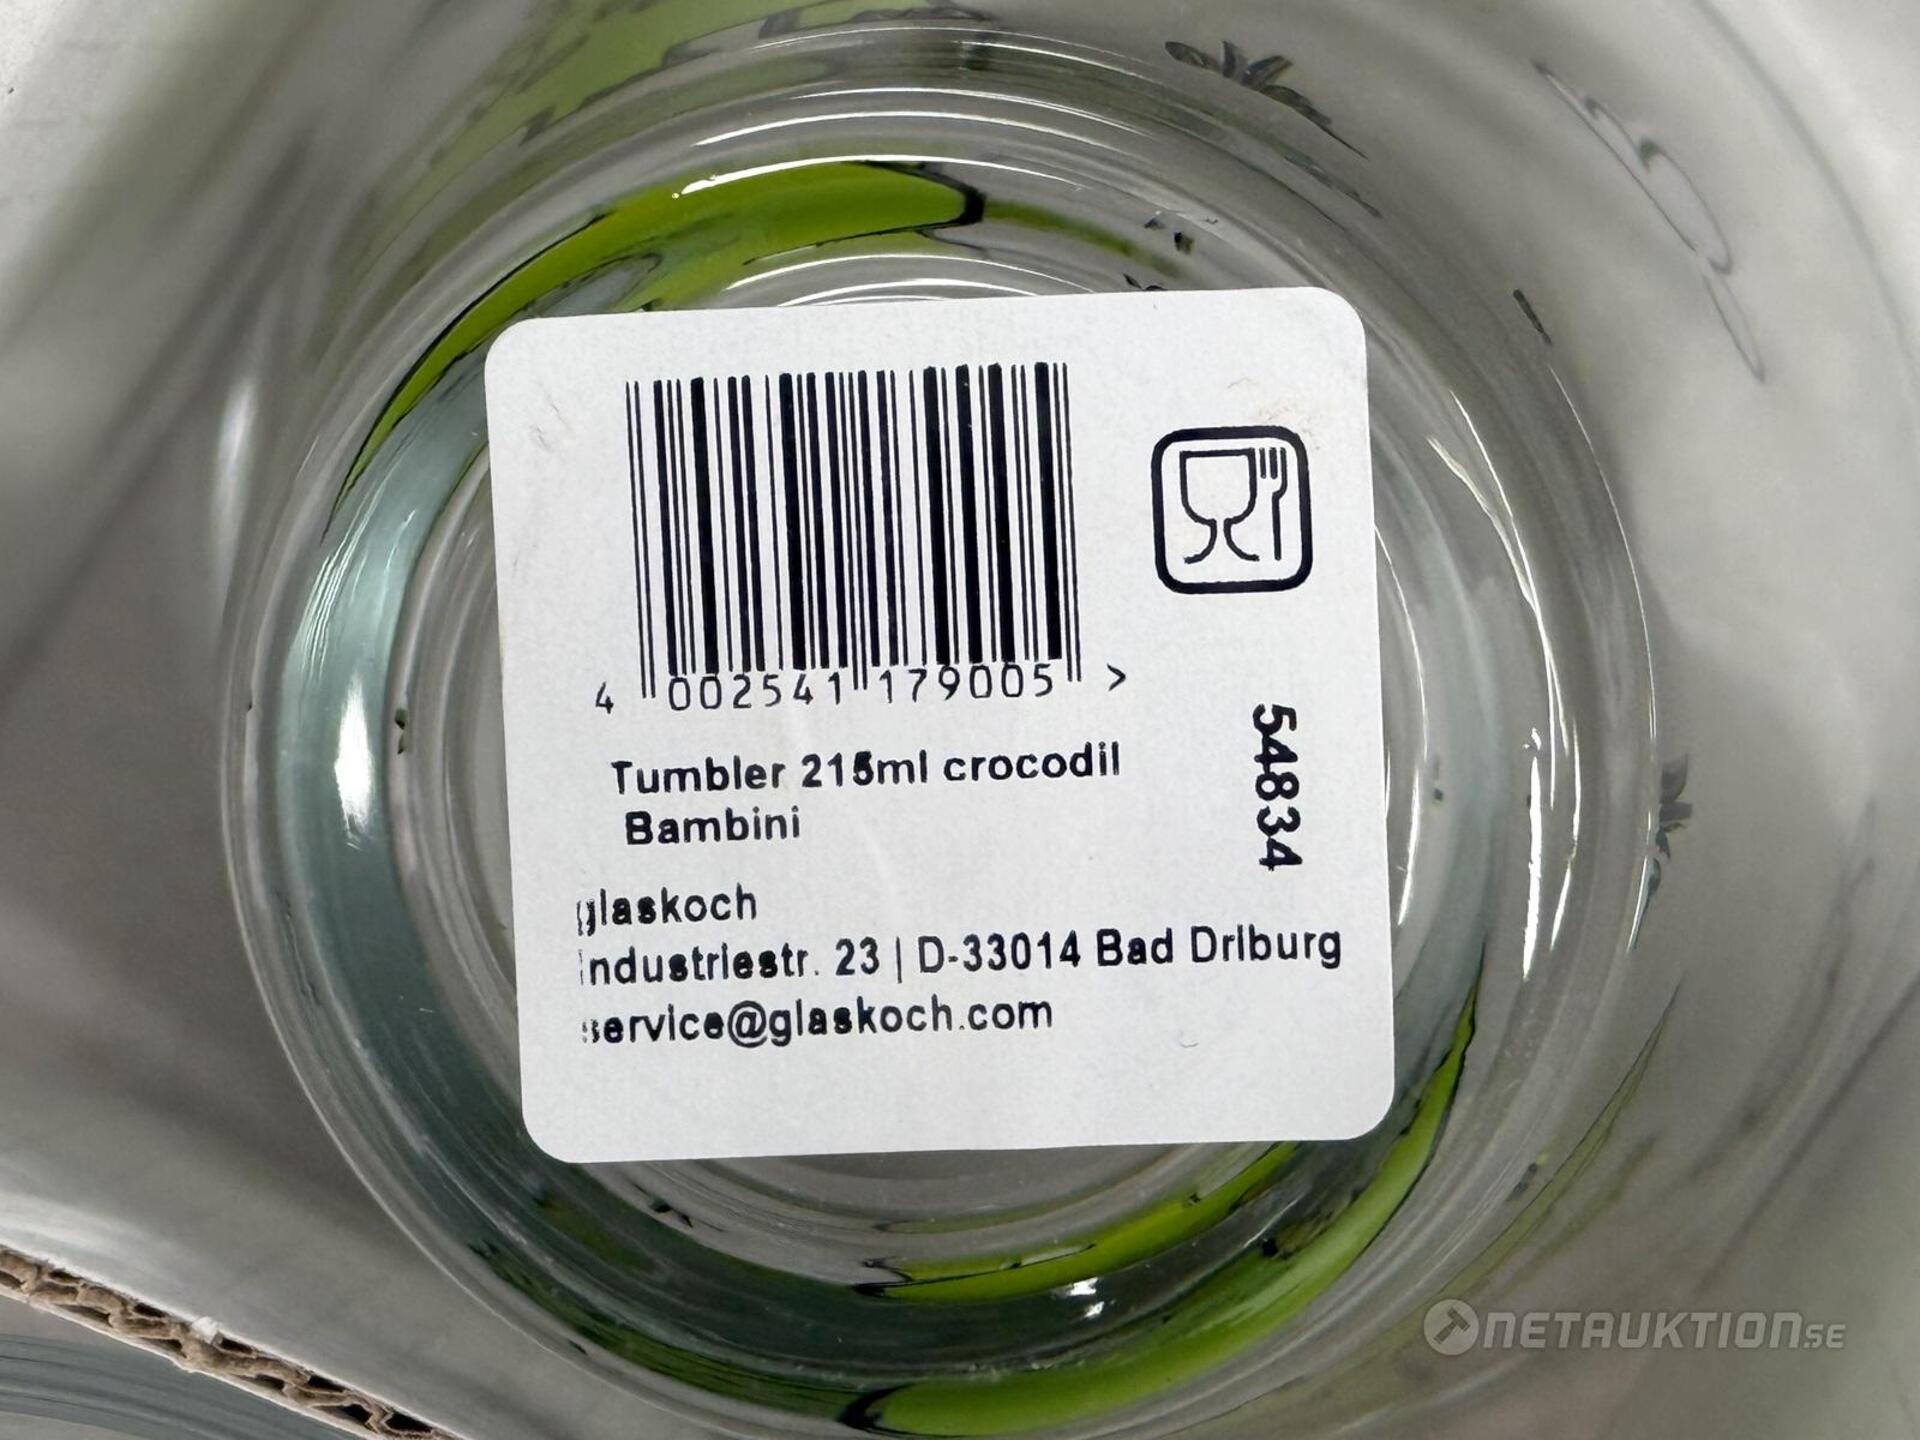 4 002541 179005 >
Tumbler 215ml crocodil
Bambini
54834
glaskoch
Industriestr. 23 | D-33014 Bad Driburg
service@glaskoch.com
NETAUKTION.SE